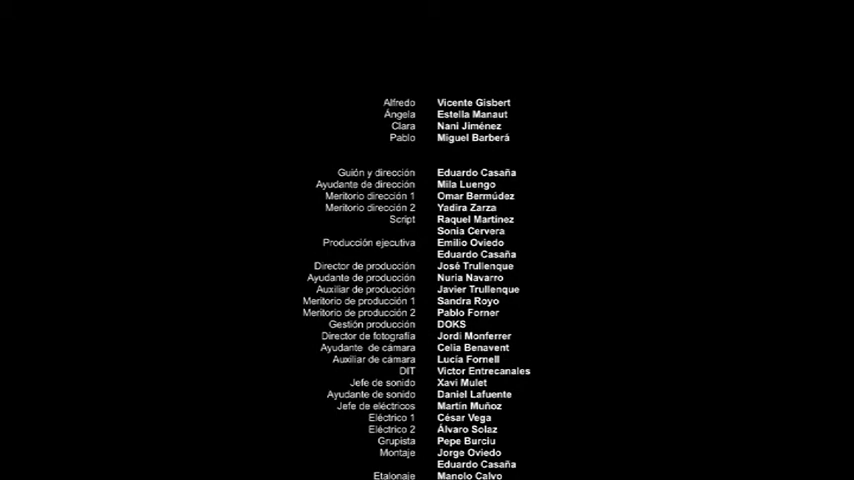 Alfredo Vicente Gisbert
Ángela Estella Manaut
Clara Nani Jiménez
Pablo Miguel Barberá
Guión y dirección Eduardo Casaña
Ayudante de dirección Mila Luengo
Meritorio dirección 1 Omar Bermúdez
Meritorio dirección 2 Yadira Zarza
Script Raquel Martínez
Sonia Cervera
Producción ejecutiva Emilio Oviedo
Eduardo Casaña
Director de producción José Trullenque
Ayudante de producción Nuria Navarro
Auxiliar de producción Javier Trullenque
Meritorio de producción 1 Sandra Royo
Meritorio de producción 2 Pablo Forner
Gestión producción DOKS
Director de fotografía Jordi Monferrer
Ayudante de cámara Celia Benavent
Auxiliar de cámara Lucía Fornell
DIT Victor Entrecanales
Jefe de sonido Xavi Mulet
Ayudante de sonido Daniel Lafuente
Jefe de eléctricos Martín Muñoz
Eléctrico 1 César Vega
Eléctrico 2 Álvaro Solaz
Grupista Pepe Burciu
Montaje Jorge Oviedo
Eduardo Casaña
Etalonaje Manolo Calvo